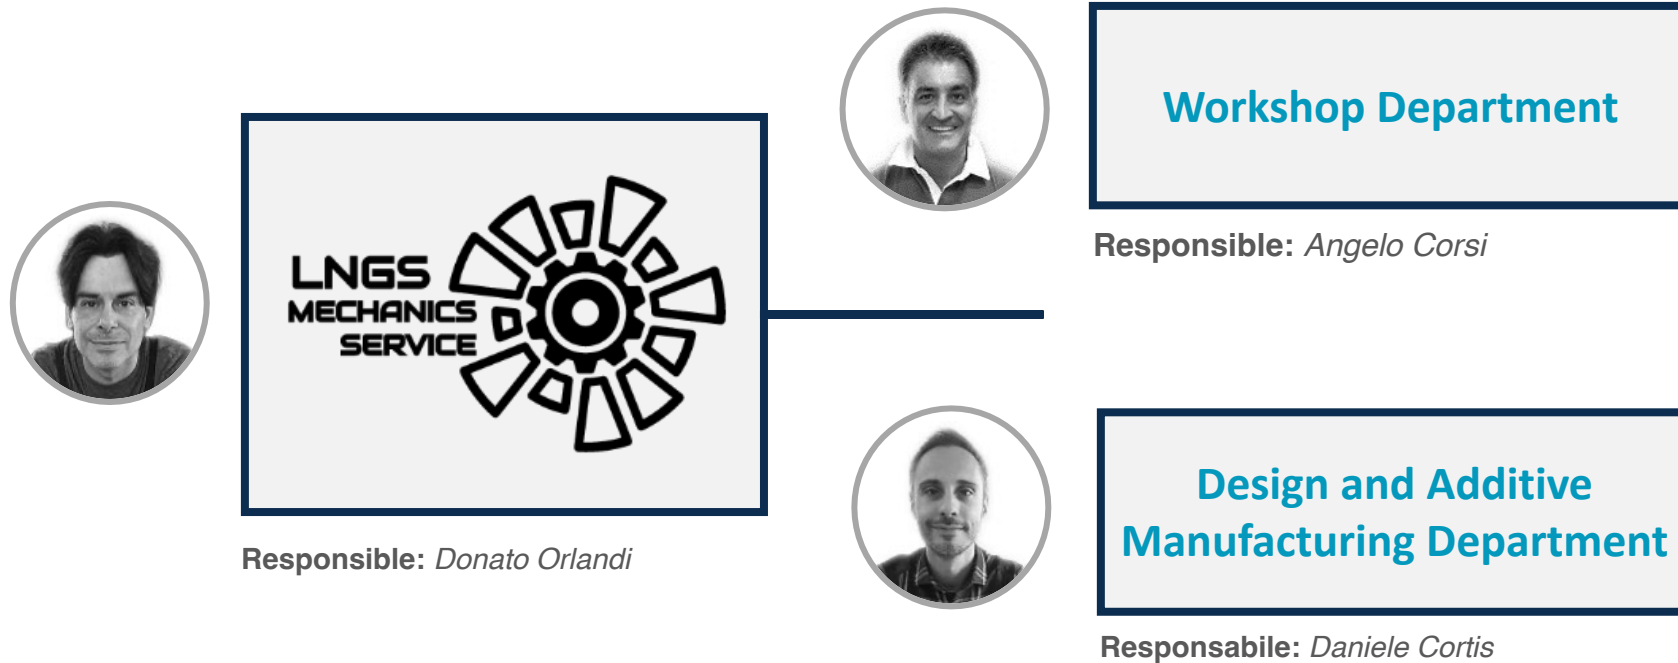 LNGS
MECHANICS
SERVICE
Responsible: Donato Orlandi
Workshop Department
Responsible: Angelo Corsi
Design and Additive
Manufacturing Department
Responsabile: Daniele Cortis